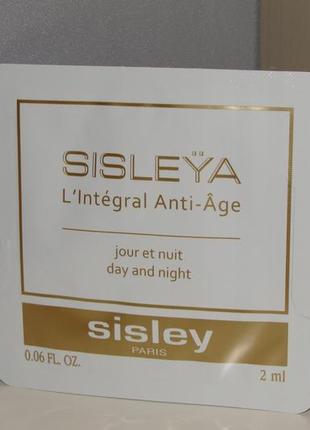 SISLEŸA
L'Intégral Anti-Âge
jour et nuit
day and night
sisley
PARIS
0.06 FL. OZ. 2 ml